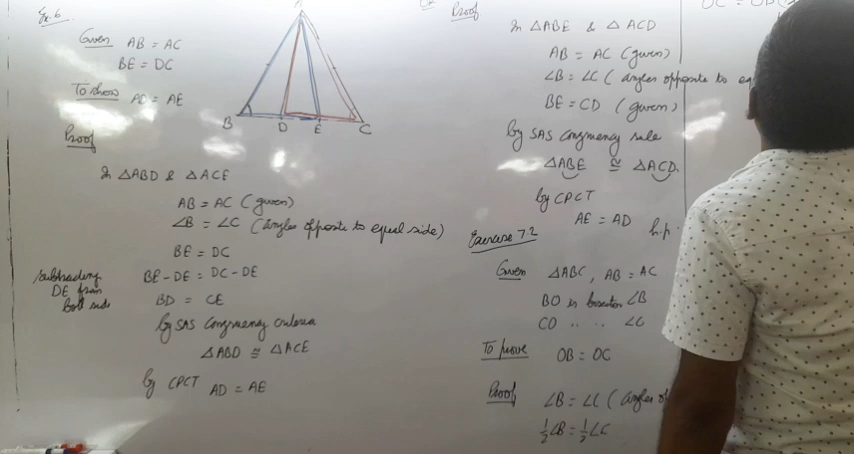 Ex. 6
Given AB = AC
BE = DC
To show AD = AE
Proof
A
B D E C
In △ABD & △ACE
AB = AC (given)
∠B = ∠C (angles opposite to equal side)
BE = DC
subtracting DE from both side
BE - DE = DC - DE
BD = CE
by SAS congruency criteria
△ABD ≅ △ACE
by CPCT AD = AE
OR Proof
In △ABE & △ACD
AB = AC (given)
∠B = ∠C (angles opposite to eq
BE = CD (given)
by SAS congruency rule
△ABE ≅ △ACD.
by CPCT
AE = AD
h.p.
Exercise 7.2
Given △ABC, AB = AC
BO is bisector ∠B
CO " " ∠C
To prove OB = OC
Proof ∠B = ∠C (angles of
½∠B = ½∠C
OC = OB